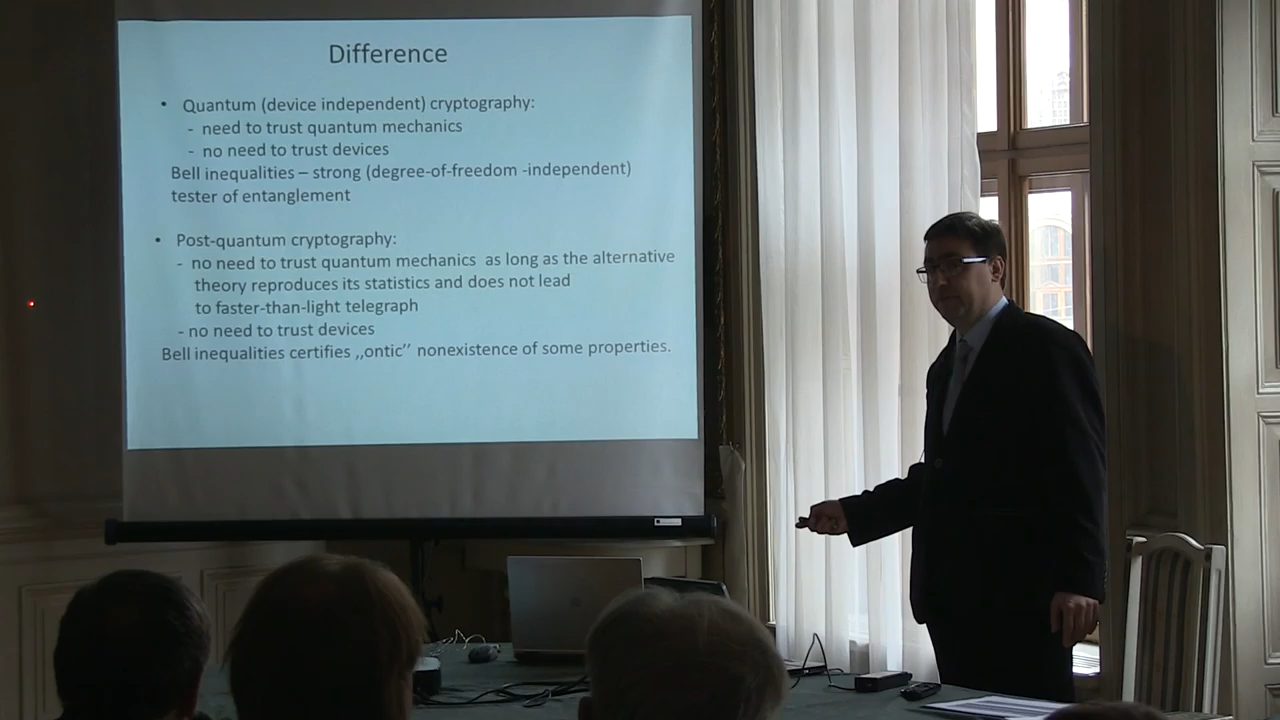 Difference
• Quantum (device independent) cryptography:
- need to trust quantum mechanics
- no need to trust devices
Bell inequalities – strong (degree-of-freedom -independent)
tester of entanglement
• Post-quantum cryptography:
- no need to trust quantum mechanics as long as the alternative
theory reproduces its statistics and does not lead
to faster-than-light telegraph
- no need to trust devices
Bell inequalities certifies ,,ontic’’ nonexistence of some properties.